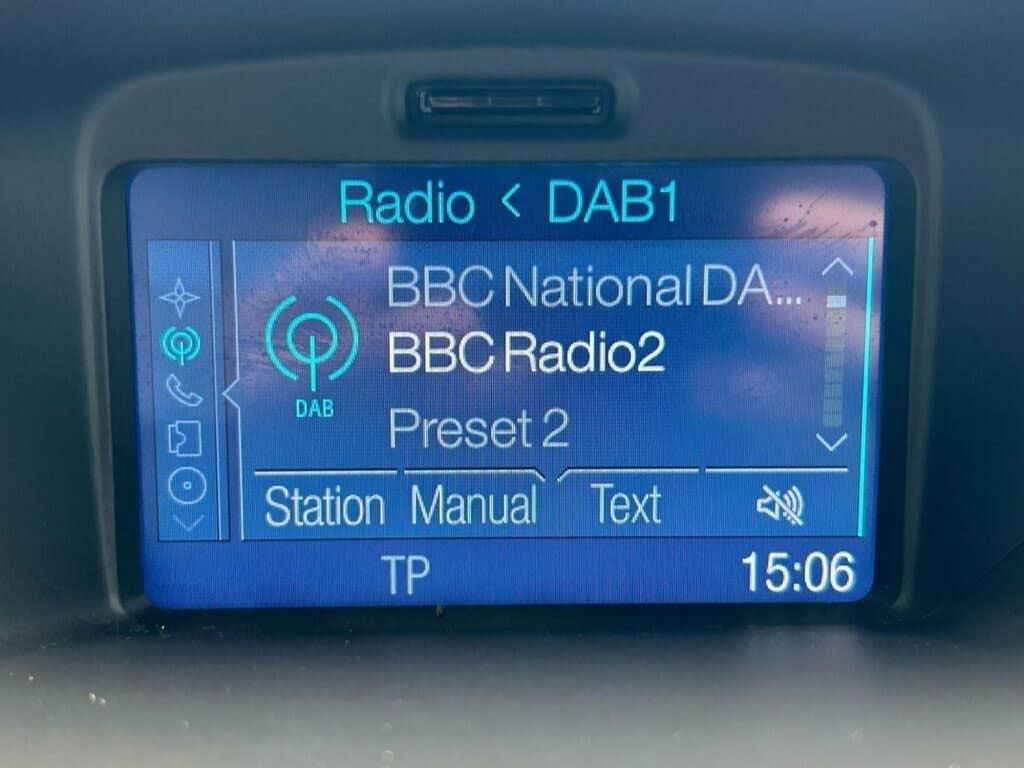 Radio < DAB1
BBC National DA...
BBC Radio2
DAB
Preset 2
Station Manual Text
TP 15:06